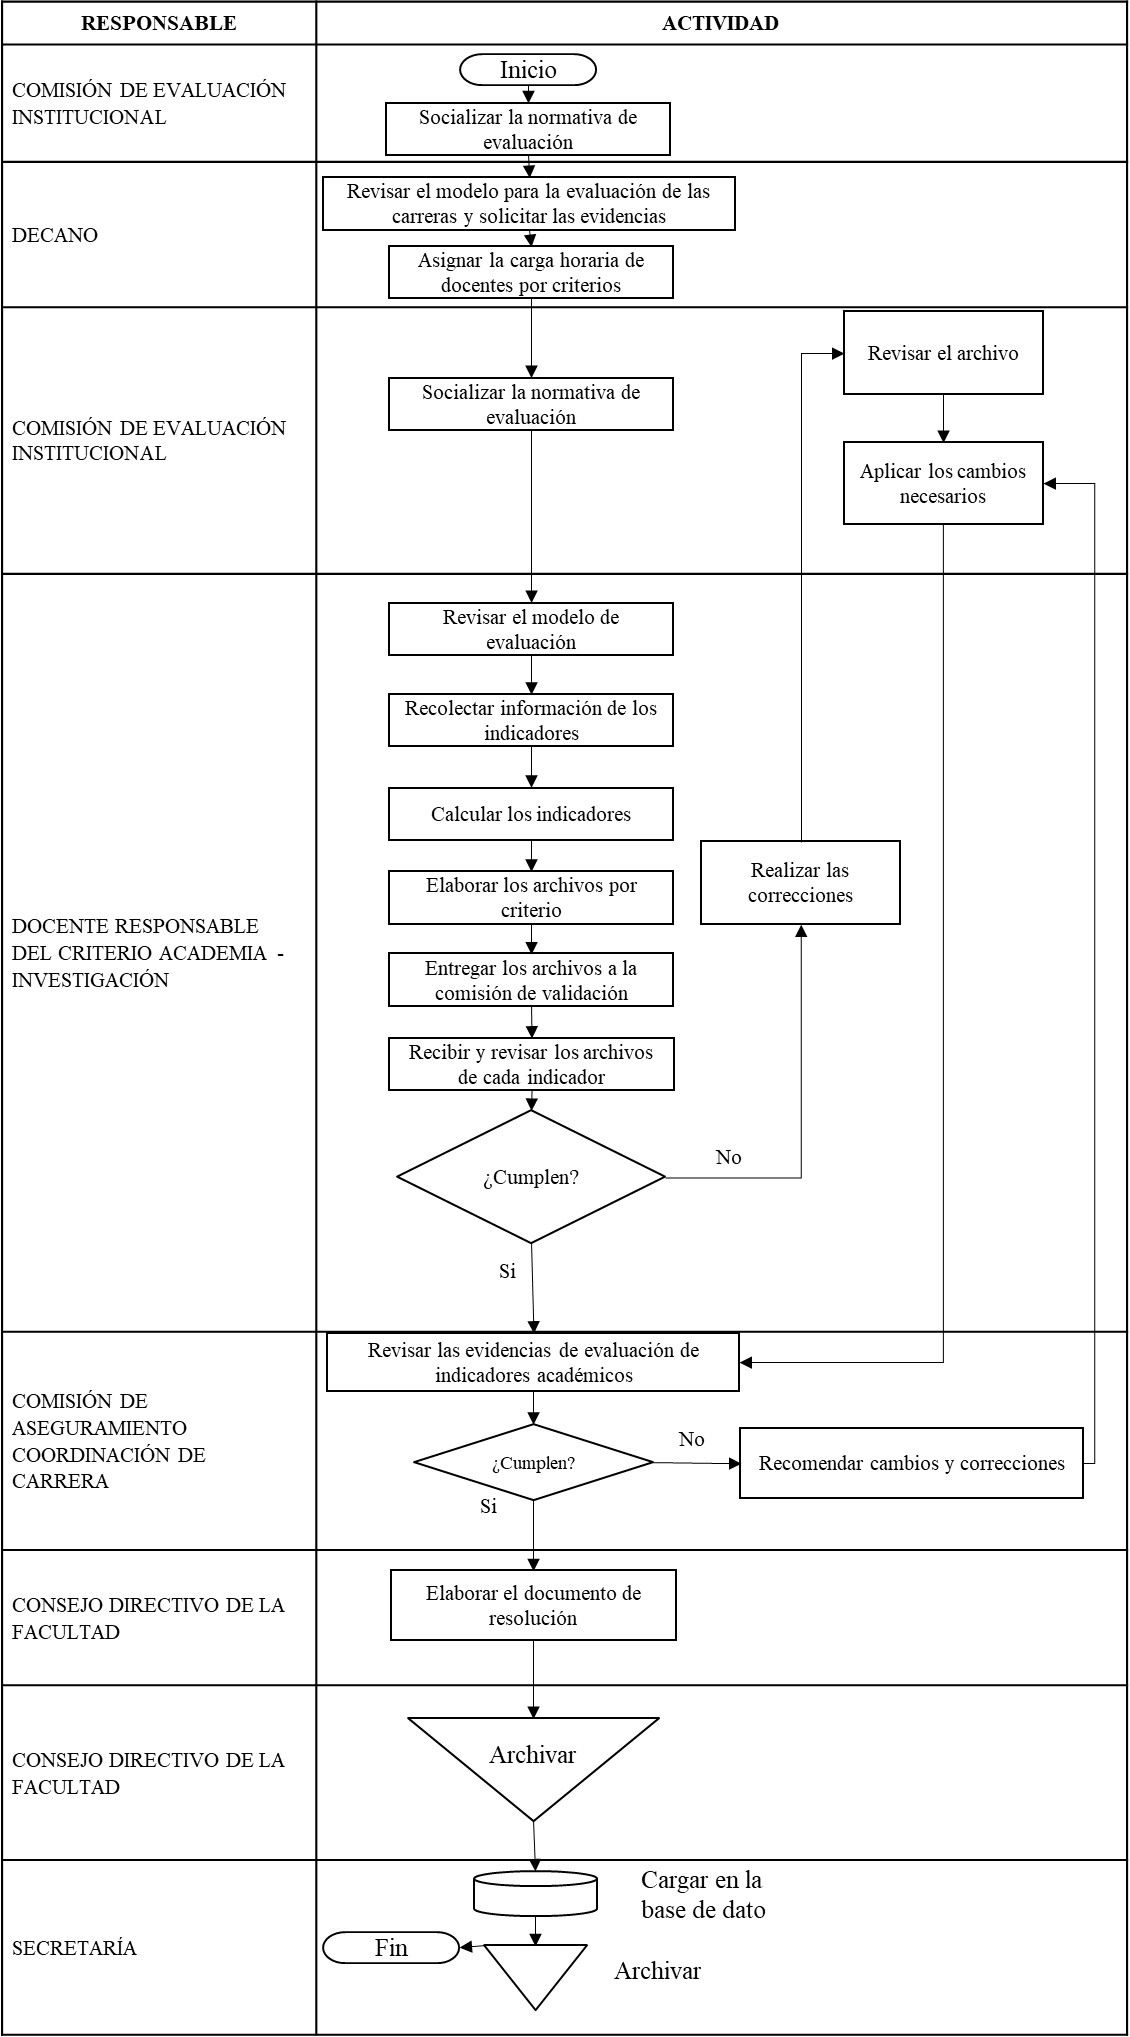 RESPONSABLE
ACTIVIDAD
COMISIÓN DE EVALUACIÓN
INSTITUCIONAL
Inicio
Socializar la normativa de
evaluación
DECANO
Revisar el modelo para la evaluación de las
carreras y solicitar las evidencias
Asignar la carga horaria de
docentes por criterios
COMISIÓN DE EVALUACIÓN
INSTITUCIONAL
Socializar la normativa de
evaluación
Revisar el archivo
Aplicar los cambios
necesarios
DOCENTE RESPONSABLE
DEL CRITERIO ACADEMIA -
INVESTIGACIÓN
Revisar el modelo de
evaluación
Recolectar información de los
indicadores
Calcular los indicadores
Elaborar los archivos por
criterio
Entregar los archivos a la
comisión de validación
Recibir y revisar los archivos
de cada indicador
¿Cumplen?
No
Realizar las
correcciones
Si
COMISIÓN DE
ASEGURAMIENTO
COORDINACIÓN DE
CARRERA
Revisar las evidencias de evaluación de
indicadores académicos
¿Cumplen?
No
Recomendar cambios y correcciones
Si
CONSEJO DIRECTIVO DE LA
FACULTAD
Elaborar el documento de
resolución
CONSEJO DIRECTIVO DE LA
FACULTAD
Archivar
SECRETARÍA
Cargar en la
base de dato
Fin
Archivar